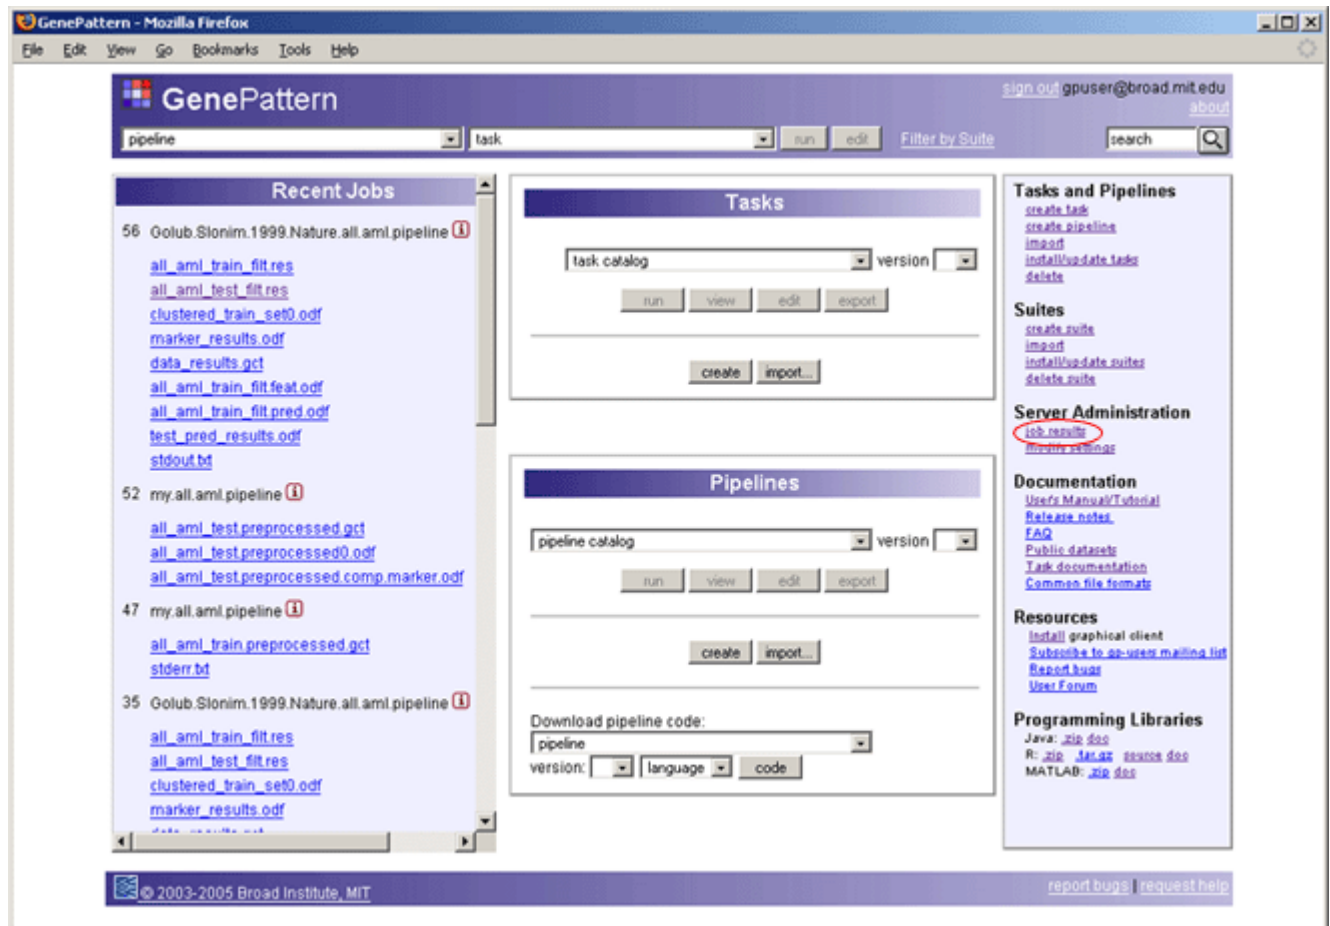 GenePattern - Mozilla Firefox
File Edit View Go Bookmarks Tools Help
GenePattern
sign out gpuser@broad.mit.edu
about
pipeline task run edit Filter by Suite search
Recent Jobs
56 Golub.Slonim.1999.Nature.all.aml.pipeline
all_aml_train_filt.res
all_aml_test_filt.res
clustered_train_set0.odf
marker_results.odf
data_results.gct
all_aml_train_filt.feat.odf
all_aml_train_filt.pred.odf
test_pred_results.odf
stdout.txt
52 my.all.aml.pipeline
all_aml_test.preprocessed.gct
all_aml_test.preprocessed0.odf
all_aml_test.preprocessed.comp.marker.odf
47 my.all.aml.pipeline
all_aml_train.preprocessed.gct
stderr.txt
35 Golub.Slonim.1999.Nature.all.aml.pipeline
all_aml_train_filt.res
all_aml_test_filt.res
clustered_train_set0.odf
marker_results.odf
Tasks
task catalog version
run view edit export
create import...
Pipelines
pipeline catalog version
run view edit export
create import...
Download pipeline code:
pipeline
version: language code
Tasks and Pipelines
create task
create pipeline
import
install/update tasks
delete
Suites
create suite
import
install/update suites
delete suite
Server Administration
job results
modify settings
Documentation
User's Manual/Tutorial
Release notes
FAQ
Public datasets
Task documentation
Common file formats
Resources
Install graphical client
Subscribe to gp-users mailing list
Report bugs
User Forum
Programming Libraries
Java: .zip doc
R: .zip .tar.gz source doc
MATLAB: .zip doc
© 2003-2005 Broad Institute, MIT
report bugs | request help